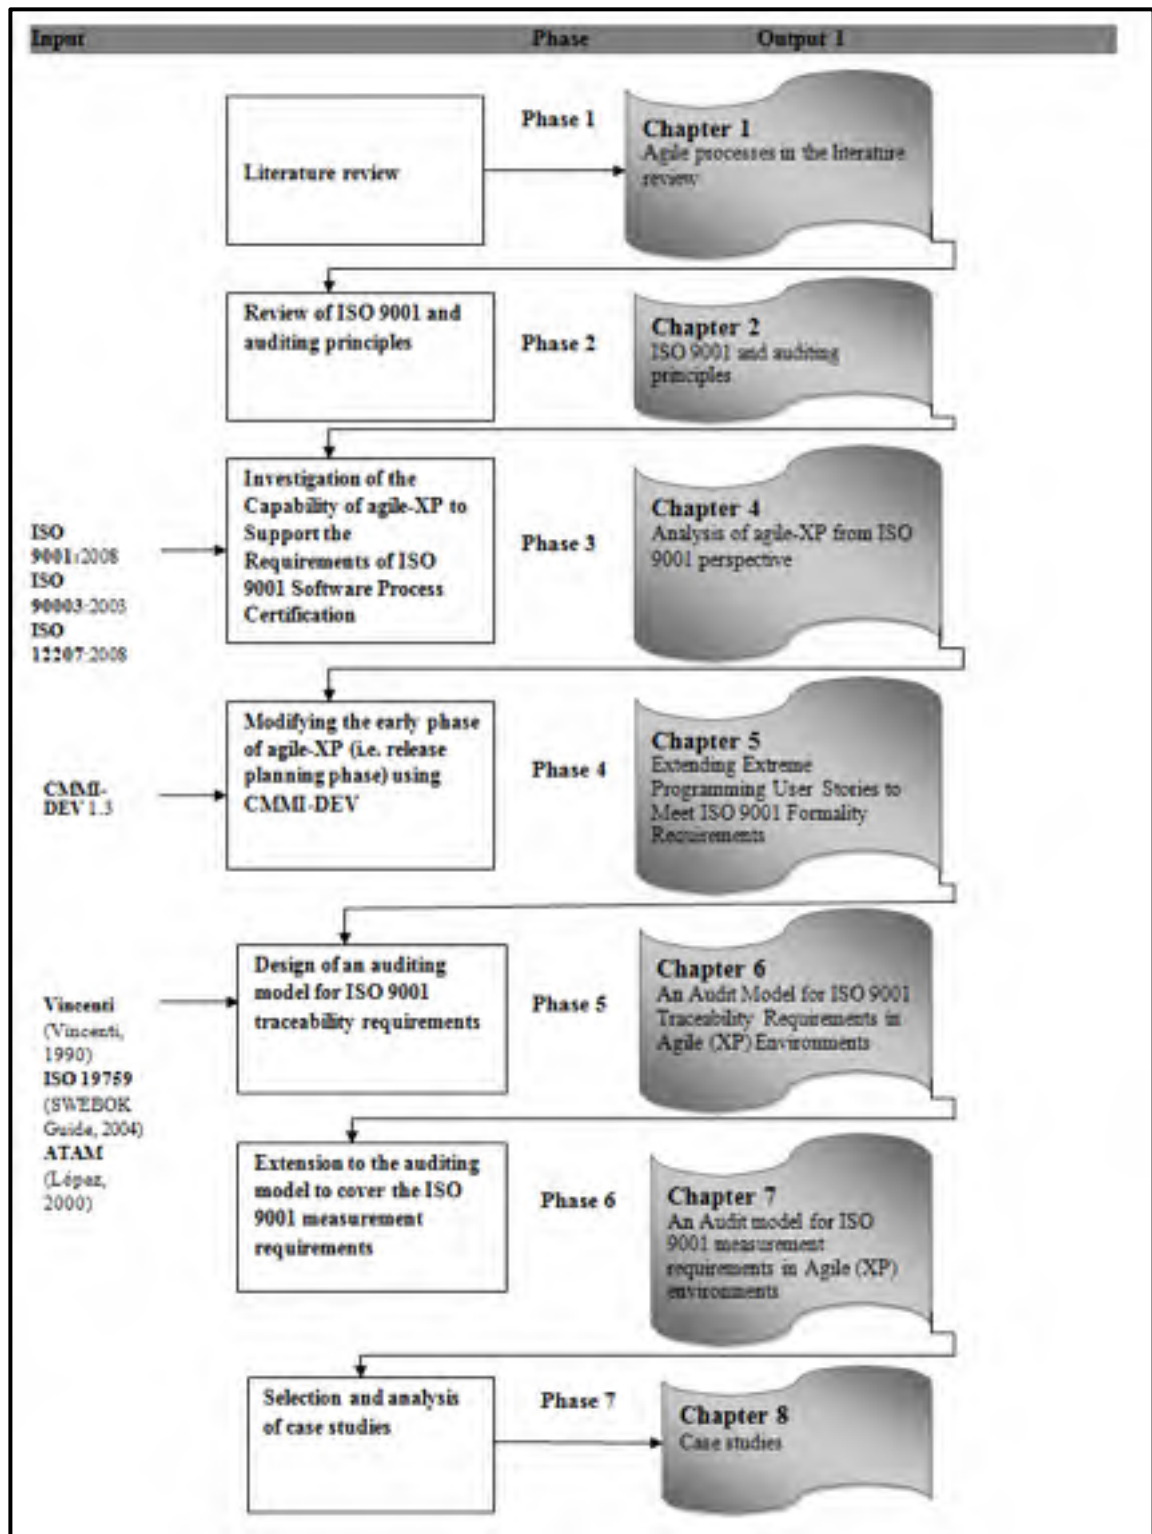 Input Phase Output 1
Literature review
Phase 1
Chapter 1
Agile processes in the literature
review
Review of ISO 9001 and
auditing principles
Phase 2
Chapter 2
ISO 9001 and auditing
principles
ISO
9001:2008
ISO
90003:2003
ISO
12207:2008
Investigation of the
Capability of agile-XP to
Support the
Requirements of ISO
9001 Software Process
Certification
Phase 3
Chapter 4
Analysis of agile-XP from ISO
9001 perspective
CMMI-
DEV 1.3
Modifying the early phase
of agile-XP (i.e. release
planning phase) using
CMMI-DEV
Phase 4
Chapter 5
Extending Extreme
Programming User Stories to
Meet ISO 9001 Formality
Requirements
Vincenti
(Vincenti,
1990)
ISO 19759
(SWEBOK
Guide, 2004)
ATAM
(Lópaz,
2000)
Design of an auditing
model for ISO 9001
traceability requirements
Phase 5
Chapter 6
An Audit Model for ISO 9001
Traceability Requirements in
Agile (XP) Environments
Extension to the auditing
model to cover the ISO
9001 measurement
requirements
Phase 6
Chapter 7
An Audit model for ISO
9001 measurement
requirements in Agile (XP)
environments
Selection and analysis
of case studies
Phase 7
Chapter 8
Case studies